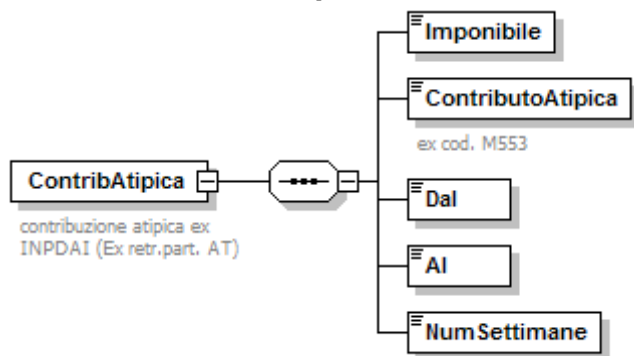 Imponibile
ContributoAtipica
ex cod. M553
ContribAtipica
contribuzione atipica ex
INPDAI (Ex retr.part. AT)
Dal
Al
NumSettimane